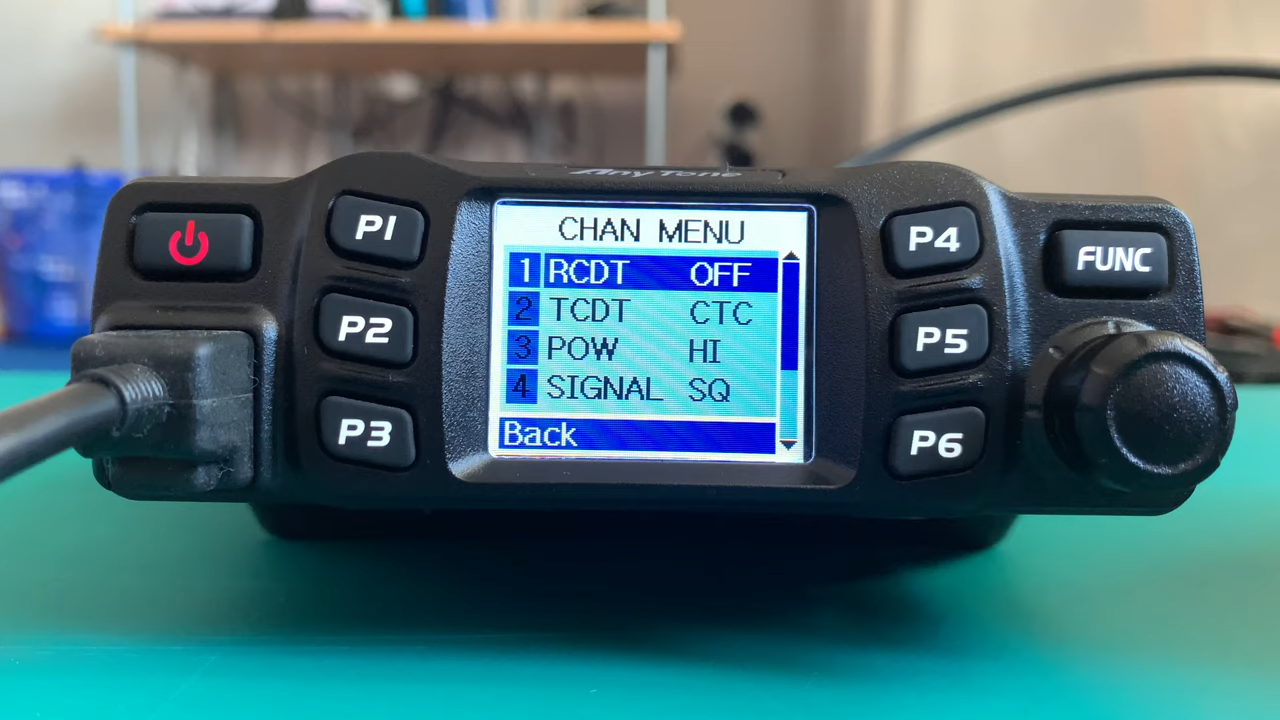 AnyTone
CHAN MENU
1 RCDT OFF
2 TCDT CTC
3 POW HI
4 SIGNAL SQ
Back
P1
P2
P3
P4
P5
P6
FUNC